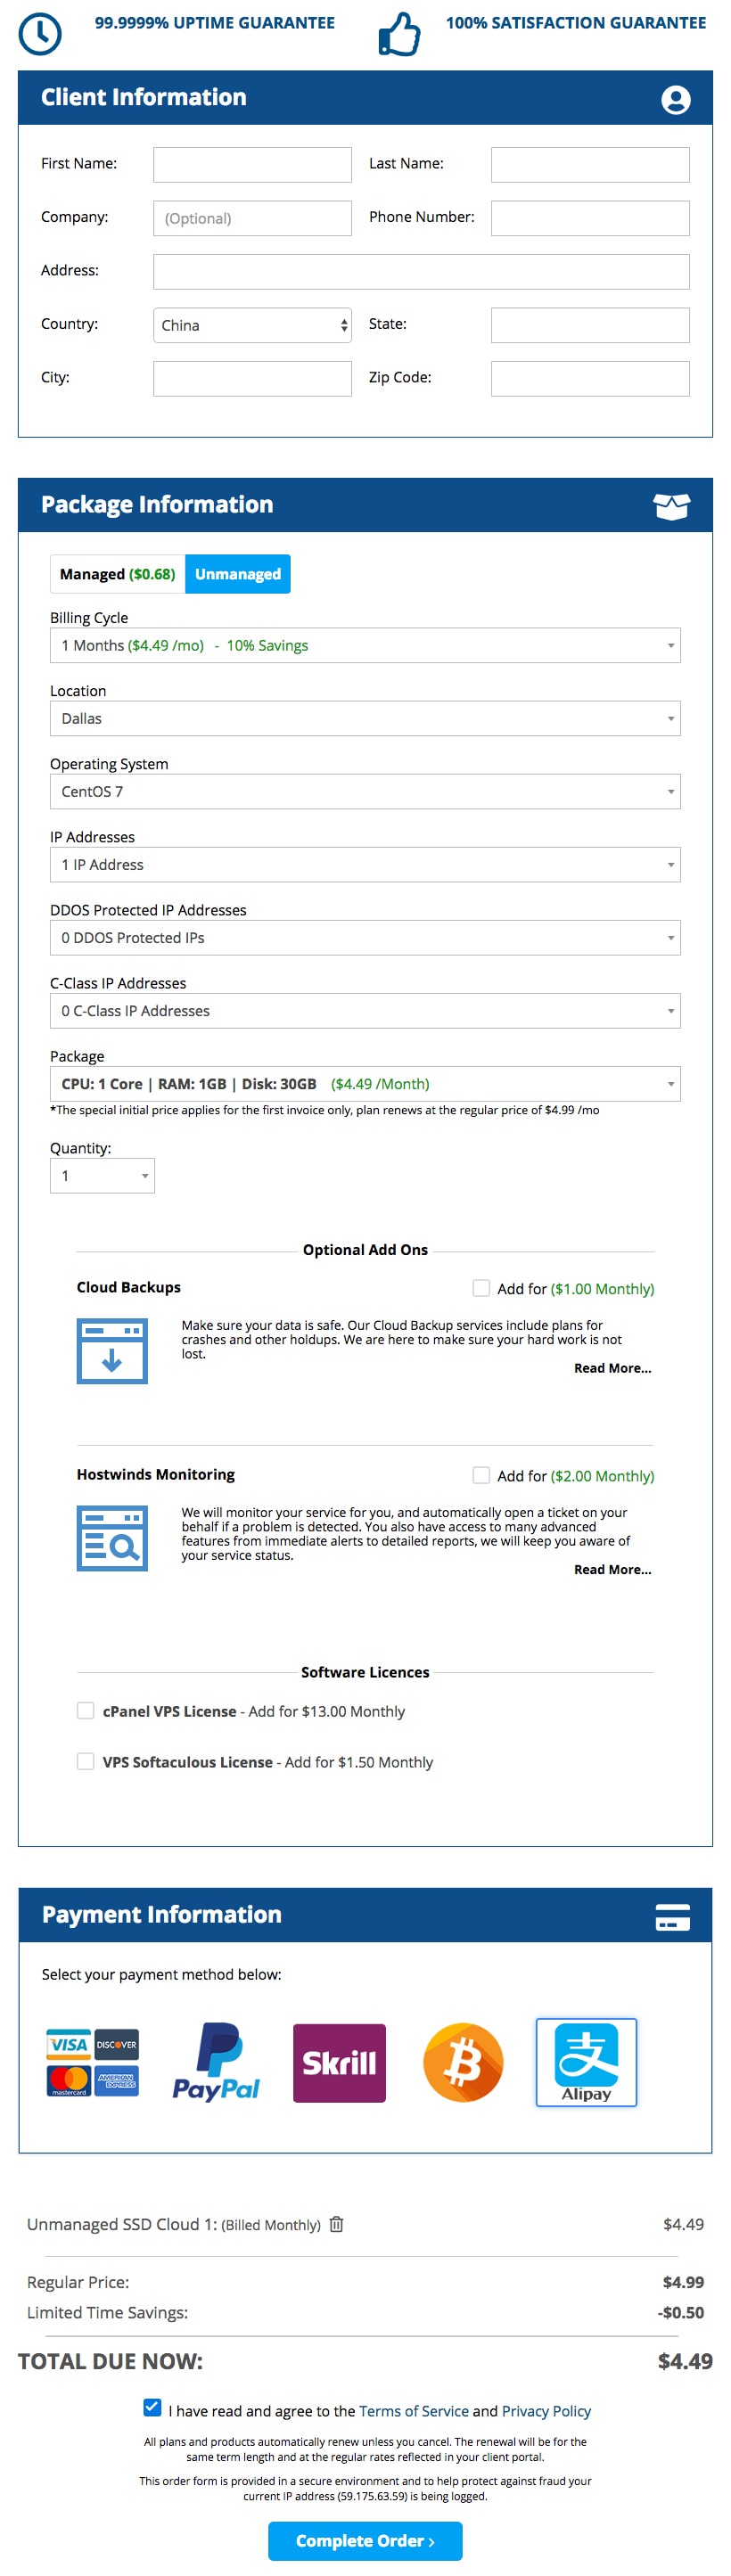 99.9999% UPTIME GUARANTEE
100% SATISFACTION GUARANTEE
Client Information
First Name:
Last Name:
Company:
(Optional)
Phone Number:
Address:
Country:
China
State:
City:
Zip Code:
Package Information
Managed ($0.68)
Unmanaged
Billing Cycle
1 Months ($4.49 /mo) - 10% Savings
Location
Dallas
Operating System
CentOS 7
IP Addresses
1 IP Address
DDOS Protected IP Addresses
0 DDOS Protected IPs
C-Class IP Addresses
0 C-Class IP Addresses
Package
CPU: 1 Core | RAM: 1GB | Disk: 30GB ($4.49 /Month)
*The special initial price applies for the first invoice only, plan renews at the regular price of $4.99 /mo
Quantity:
1
Optional Add Ons
Cloud Backups
Add for ($1.00 Monthly)
Make sure your data is safe. Our Cloud Backup services include plans for
crashes and other holdups. We are here to make sure your hard work is not
lost.
Read More...
Hostwinds Monitoring
Add for ($2.00 Monthly)
We will monitor your service for you, and automatically open a ticket on your
behalf if a problem is detected. You also have access to many advanced
features from immediate alerts to detailed reports, we will keep you aware of
your service status.
Read More...
Software Licences
cPanel VPS License - Add for $13.00 Monthly
VPS Softaculous License - Add for $1.50 Monthly
Payment Information
Select your payment method below:
VISA
DISCOVER
mastercard
AMERICAN
EXPRESS
PayPal
Skrill
支
Alipay
Unmanaged SSD Cloud 1: (Billed Monthly)
$4.49
Regular Price:
$4.99
Limited Time Savings:
-$0.50
TOTAL DUE NOW:
$4.49
I have read and agree to the Terms of Service and Privacy Policy
All plans and products automatically renew unless you cancel. The renewal will be for the
same term length and at the regular rates reflected in your client portal.
This order form is provided in a secure environment and to help protect against fraud your
current IP address (59.175.63.59) is being logged.
Complete Order ›